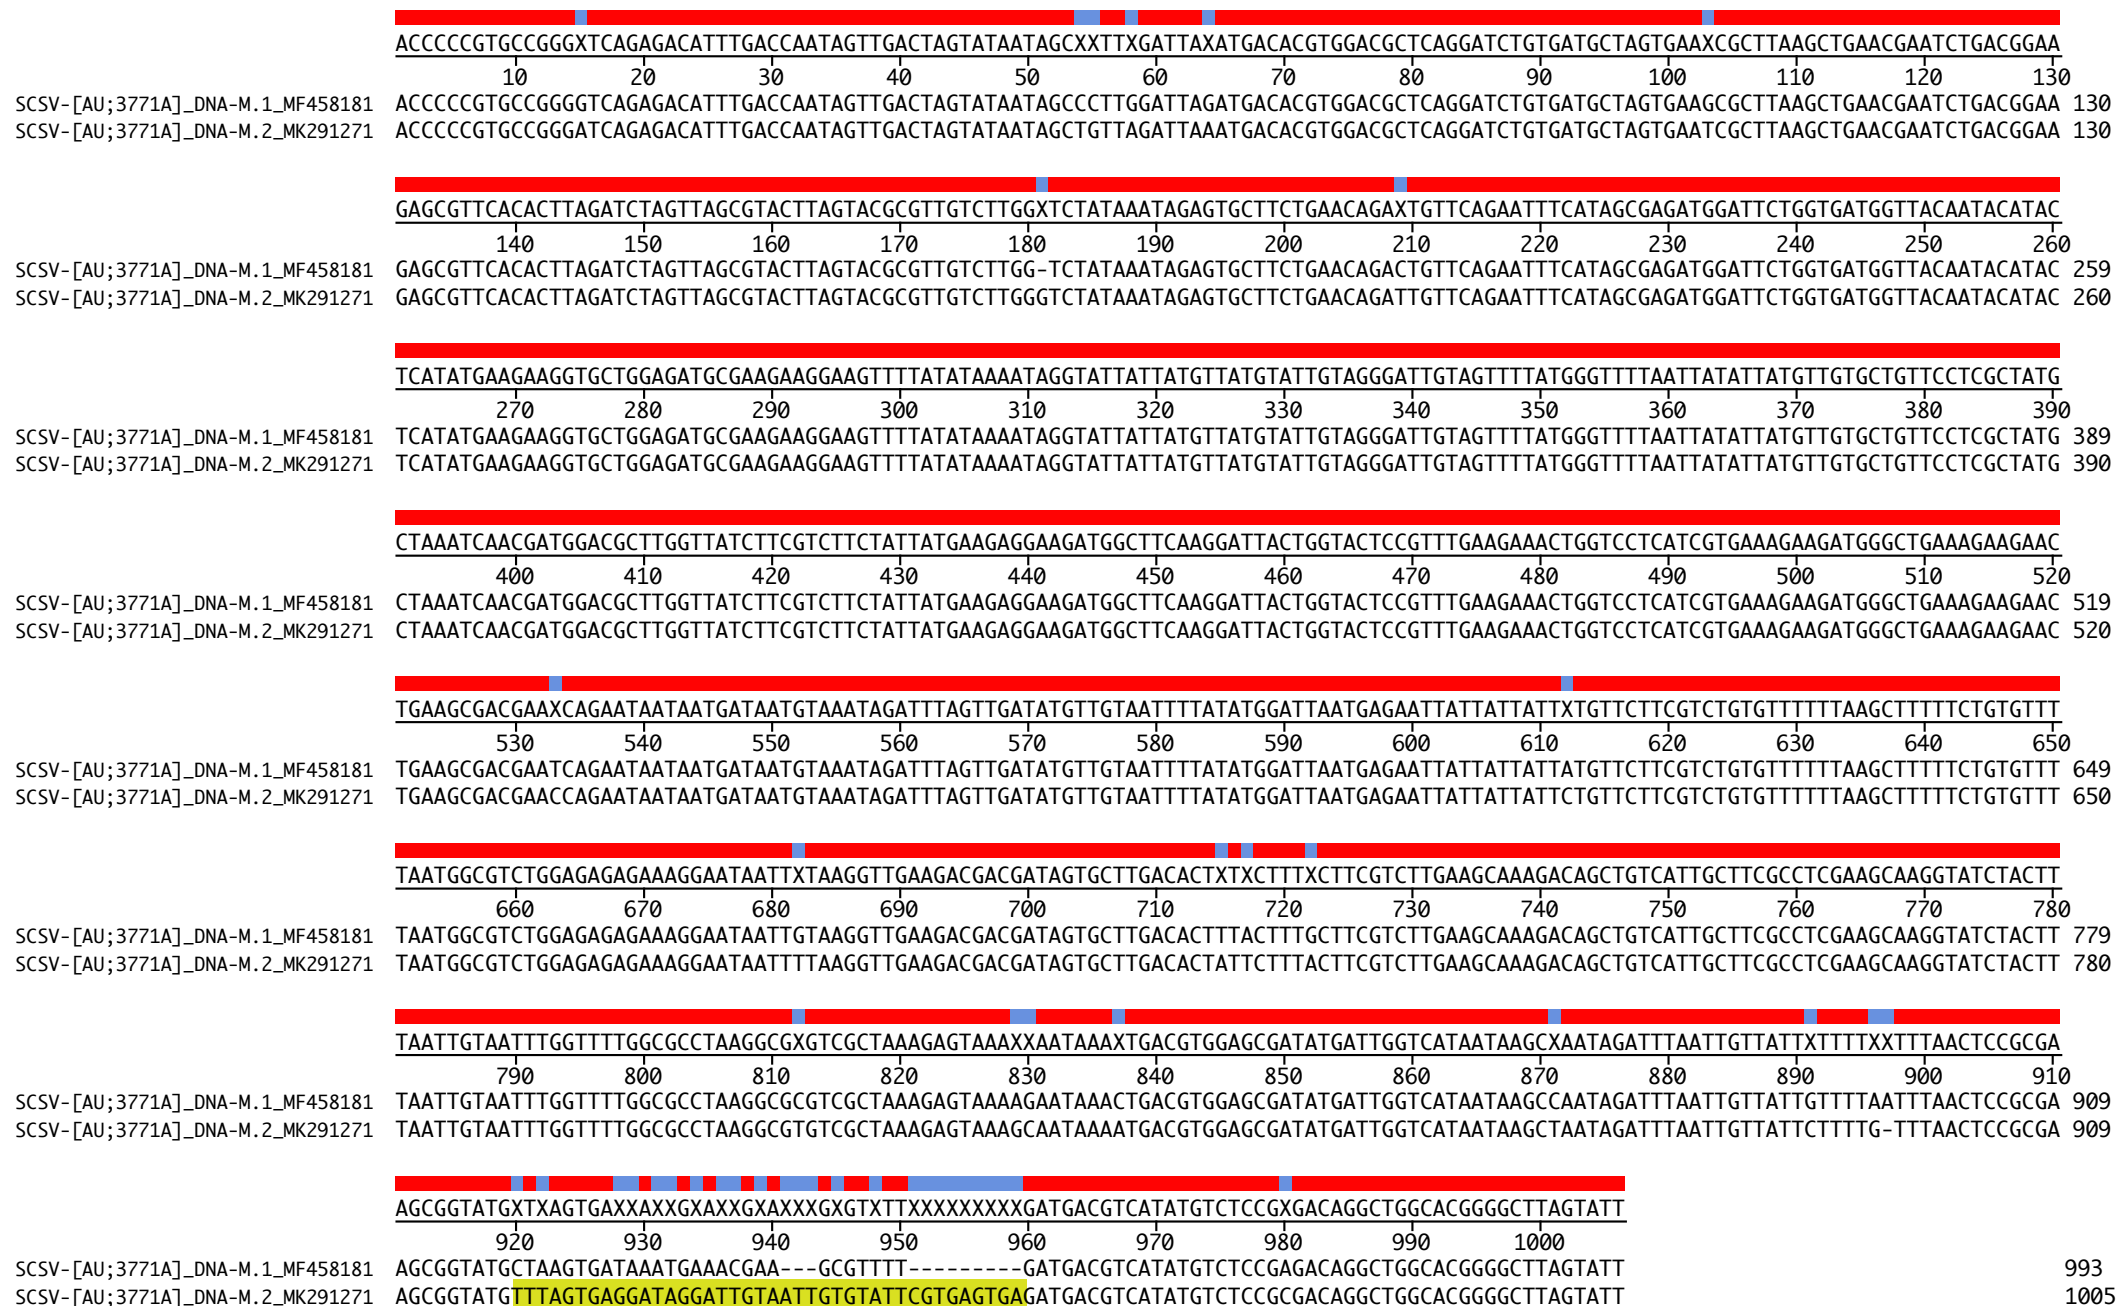 ACCCCCGTGCCGGGXTCAGAGACATTTGACCAATAGTTGACTAGTATAATAGCXXTTXGATTAXATGACACGTGGACGCTCAGGATCTGTGATGCTAGTGAAXCGCTTAAGCTGAACGAATCTGACGGAA
10 20 30 40 50 60 70 80 90 100 110 120 130
SCSV-[AU;3771A]_DNA-M.1_MF458181 ACCCCCGTGCCGGGGTCAGAGACATTTGACCAATAGTTGACTAGTATAATAGCCCTTGGATTAGATGACACGTGGACGCTCAGGATCTGTGATGCTAGTGAAGCGCTTAAGCTGAACGAATCTGACGGAA 130
SCSV-[AU;3771A]_DNA-M.2_MK291271 ACCCCCGTGCCGGGATCAGAGACATTTGACCAATAGTTGACTAGTATAATAGCTGTTAGATTAAATGACACGTGGACGCTCAGGATCTGTGATGCTAGTGAATCGCTTAAGCTGAACGAATCTGACGGAA 130
GAGCGTTCACACTTAGATCTAGTTAGCGTACTTAGTACGCGTTGTCTTGGXTCTATAAATAGAGTGCTTCTGAACAGAXTGTTCAGAATTTCATAGCGAGATGGATTCTGGTGATGGTTACAATACATAC
140 150 160 170 180 190 200 210 220 230 240 250 260
SCSV-[AU;3771A]_DNA-M.1_MF458181 GAGCGTTCACACTTAGATCTAGTTAGCGTACTTAGTACGCGTTGTCTTGG-TCTATAAATAGAGTGCTTCTGAACAGACTGTTCAGAATTTCATAGCGAGATGGATTCTGGTGATGGTTACAATACATAC 259
SCSV-[AU;3771A]_DNA-M.2_MK291271 GAGCGTTCACACTTAGATCTAGTTAGCGTACTTAGTACGCGTTGTCTTGGGTCTATAAATAGAGTGCTTCTGAACAGATTGTTCAGAATTTCATAGCGAGATGGATTCTGGTGATGGTTACAATACATAC 260
TCATATGAAGAAGGTGCTGGAGATGCGAAGAAGGAAGTTTTATATAAAATAGGTATTATTATGTTATGTATTGTAGGGATTGTAGTTTTATGGGTTTTAATTATATTATGTTGTGCTGTTCCTCGCTATG
270 280 290 300 310 320 330 340 350 360 370 380 390
SCSV-[AU;3771A]_DNA-M.1_MF458181 TCATATGAAGAAGGTGCTGGAGATGCGAAGAAGGAAGTTTTATATAAAATAGGTATTATTATGTTATGTATTGTAGGGATTGTAGTTTTATGGGTTTTAATTATATTATGTTGTGCTGTTCCTCGCTATG 389
SCSV-[AU;3771A]_DNA-M.2_MK291271 TCATATGAAGAAGGTGCTGGAGATGCGAAGAAGGAAGTTTTATATAAAATAGGTATTATTATGTTATGTATTGTAGGGATTGTAGTTTTATGGGTTTTAATTATATTATGTTGTGCTGTTCCTCGCTATG 390
CTAAATCAACGATGGACGCTTGGTTATCTTCGTCTTCTATTATGAAGAGGAAGATGGCTTCAAGGATTACTGGTACTCCGTTTGAAGAAACTGGTCCTCATCGTGAAAGAAGATGGGCTGAAAGAAGAAC
400 410 420 430 440 450 460 470 480 490 500 510 520
SCSV-[AU;3771A]_DNA-M.1_MF458181 CTAAATCAACGATGGACGCTTGGTTATCTTCGTCTTCTATTATGAAGAGGAAGATGGCTTCAAGGATTACTGGTACTCCGTTTGAAGAAACTGGTCCTCATCGTGAAAGAAGATGGGCTGAAAGAAGAAC 519
SCSV-[AU;3771A]_DNA-M.2_MK291271 CTAAATCAACGATGGACGCTTGGTTATCTTCGTCTTCTATTATGAAGAGGAAGATGGCTTCAAGGATTACTGGTACTCCGTTTGAAGAAACTGGTCCTCATCGTGAAAGAAGATGGGCTGAAAGAAGAAC 520
TGAAGCGACGAAXCAGAATAATAATGATAATGTAAATAGATTTAGTTGATATGTTGTAATTTTATATGGATTAATGAGAATTATTATTATTXTGTTCTTCGTCTGTGTTTTTTAAGCTTTTTCTGTGTTT
530 540 550 560 570 580 590 600 610 620 630 640 650
SCSV-[AU;3771A]_DNA-M.1_MF458181 TGAAGCGACGAATCAGAATAATAATGATAATGTAAATAGATTTAGTTGATATGTTGTAATTTTATATGGATTAATGAGAATTATTATTATTATGTTCTTCGTCTGTGTTTTTTAAGCTTTTTCTGTGTTT 649
SCSV-[AU;3771A]_DNA-M.2_MK291271 TGAAGCGACGAACCAGAATAATAATGATAATGTAAATAGATTTAGTTGATATGTTGTAATTTTATATGGATTAATGAGAATTATTATTATTCTGTTCTTCGTCTGTGTTTTTTAAGCTTTTTCTGTGTTT 650
TAATGGCGTCTGGAGAGAGAAAGGAATAATTXTAAGGTTGAAGACGACGATAGTGCTTGACACTXTXCTTTXCTTCGTCTTGAAGCAAAGACAGCTGTCATTGCTTCGCCTCGAAGCAAGGTATCTACTT
660 670 680 690 700 710 720 730 740 750 760 770 780
SCSV-[AU;3771A]_DNA-M.1_MF458181 TAATGGCGTCTGGAGAGAGAAAGGAATAATTGTAAGGTTGAAGACGACGATAGTGCTTGACACTTTACTTTGCTTCGTCTTGAAGCAAAGACAGCTGTCATTGCTTCGCCTCGAAGCAAGGTATCTACTT 779
SCSV-[AU;3771A]_DNA-M.2_MK291271 TAATGGCGTCTGGAGAGAGAAAGGAATAATTTTAAGGTTGAAGACGACGATAGTGCTTGACACTATTCTTTACTTCGTCTTGAAGCAAAGACAGCTGTCATTGCTTCGCCTCGAAGCAAGGTATCTACTT 780
TAATTGTAATTTGGTTTTGGCGCCTAAGGCGXGTCGCTAAAGAGTAAAXXAATAAAXTGACGTGGAGCGATATGATTGGTCATAATAAGCXAATAGATTTAATTGTTATTXTTTTXXTTTAACTCCGCGA
790 800 810 820 830 840 850 860 870 880 890 900 910
SCSV-[AU;3771A]_DNA-M.1_MF458181 TAATTGTAATTTGGTTTTGGCGCCTAAGGCGCGTCGCTAAAGAGTAAAAGAATAAACTGACGTGGAGCGATATGATTGGTCATAATAAGCCAATAGATTTAATTGTTATTGTTTTAATTTAACTCCGCGA 909
SCSV-[AU;3771A]_DNA-M.2_MK291271 TAATTGTAATTTGGTTTTGGCGCCTAAGGCGTGTCGCTAAAGAGTAAAGCAATAAAATGACGTGGAGCGATATGATTGGTCATAATAAGCTAATAGATTTAATTGTTATTCTTTTG-TTTAACTCCGCGA 909
AGCGGTATGXTXAGTGAXXAXXGXAXXGXAXXXGXGTXTTXXXXXXXXXGATGACGTCATATGTCTCCGXGACAGGCTGGCACGGGGCTTAGTATT
920 930 940 950 960 970 980 990 1000
SCSV-[AU;3771A]_DNA-M.1_MF458181 AGCGGTATGCTAAGTGATAAATGAAACGAA---GCGTTTT---------GATGACGTCATATGTCTCCGAGACAGGCTGGCACGGGGCTTAGTATT 993
SCSV-[AU;3771A]_DNA-M.2_MK291271 AGCGGTATGTTTAGTGAGGATAGGATTGTAATTGTGTATTCGTGAGTGAGATGACGTCATATGTCTCCGCGACAGGCTGGCACGGGGCTTAGTATT 1005